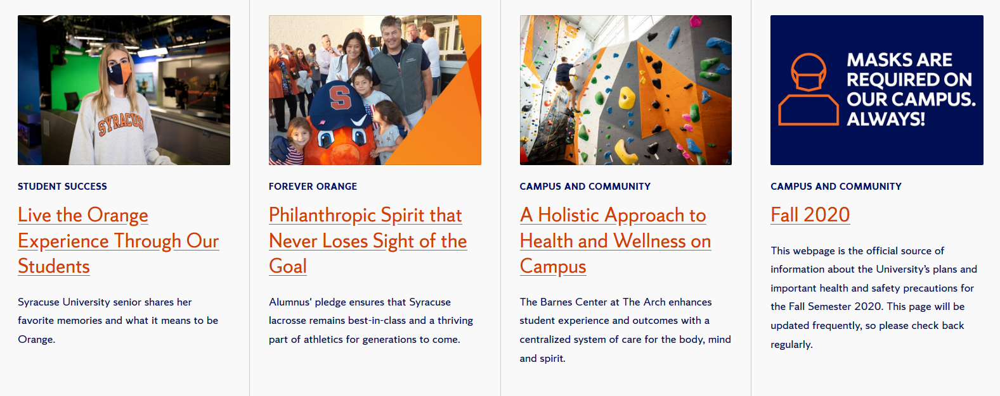 SYRACUS
STUDENT SUCCESS
Live the Orange
Experience Through Our
Students
Syracuse University senior shares her
favorite memories and what it means to be
Orange.
S
FOREVER ORANGE
Philanthropic Spirit that
Never Loses Sight of the
Goal
Alumnus' pledge ensures that Syracuse
lacrosse remains best-in-class and a thriving
part of athletics for generations to come.
S
CAMPUS AND COMMUNITY
A Holistic Approach to
Health and Wellness on
Campus
The Barnes Center at The Arch enhances
student experience and outcomes with a
centralized system of care for the body, mind
and spirit.
MASKS ARE
REQUIRED ON
OUR CAMPUS.
ALWAYS!
CAMPUS AND COMMUNITY
Fall 2020
This webpage is the official source of
information about the University’s plans and
important health and safety precautions for
the Fall Semester 2020. This page will be
updated frequently, so please check back
regularly.